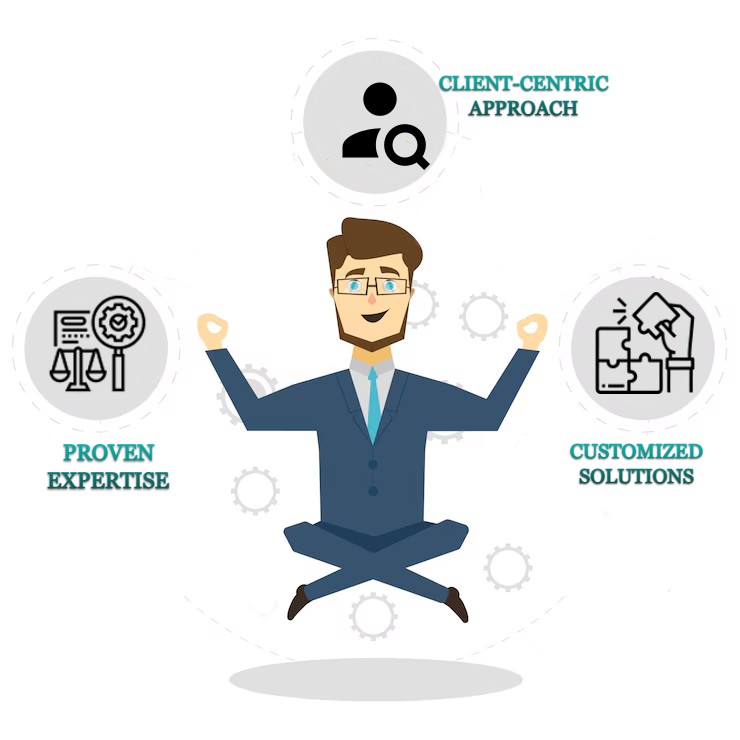 CLIENT-CENTRIC
APPROACH
PROVEN
EXPERTISE
CUSTOMIZED
SOLUTIONS